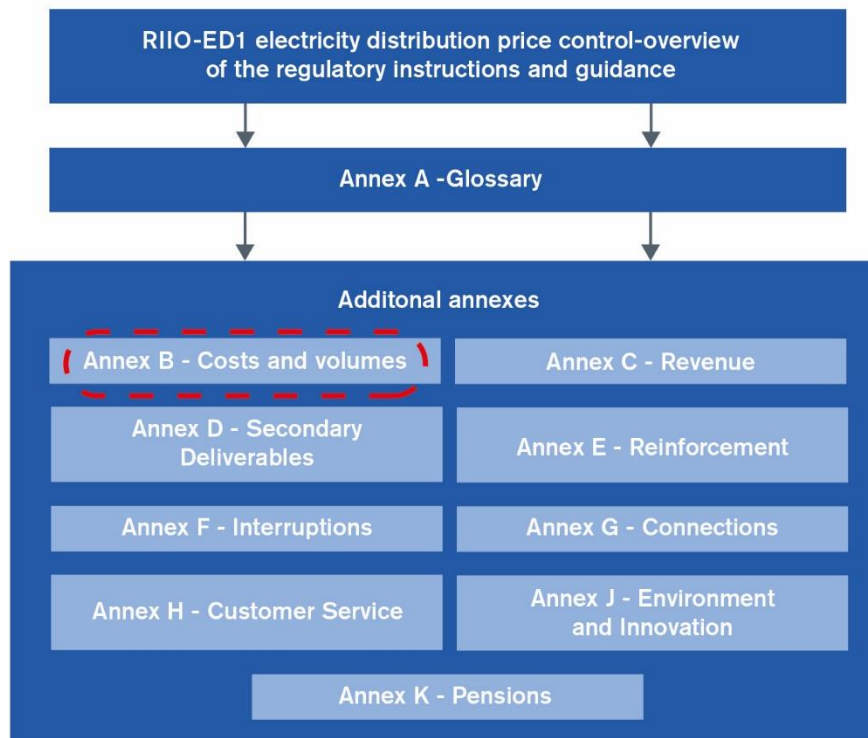 RIIO-ED1 electricity distribution price control-overview
of the regulatory instructions and guidance
Annex A -Glossary
Additonal annexes
Annex B - Costs and volumes
Annex C - Revenue
Annex D - Secondary
Deliverables
Annex E - Reinforcement
Annex F - Interruptions
Annex G - Connections
Annex H - Customer Service
Annex J - Environment
and Innovation
Annex K - Pensions